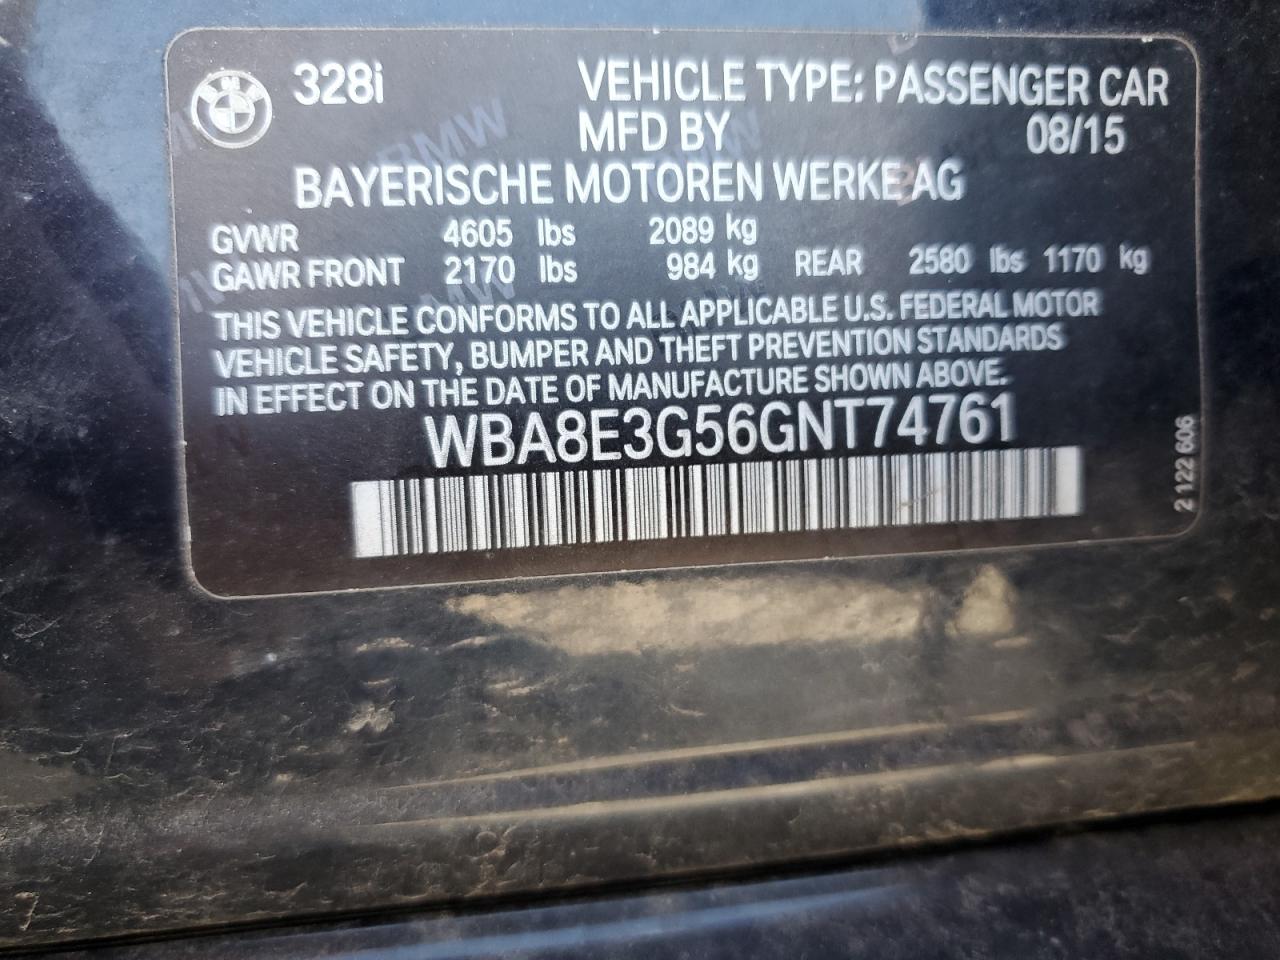 328i VEHICLE TYPE: PASSENGER CAR
MFD BY 08/15
BAYERISCHE MOTOREN WERKE AG
GVWR 4605 lbs 2089 kg
GAWR FRONT 2170 lbs 984 kg REAR 2580 lbs 1170 kg
THIS VEHICLE CONFORMS TO ALL APPLICABLE U.S. FEDERAL MOTOR
VEHICLE SAFETY, BUMPER AND THEFT PREVENTION STANDARDS
IN EFFECT ON THE DATE OF MANUFACTURE SHOWN ABOVE.
WBA8E3G56GNT74761
2 122 606
BMW
BMW